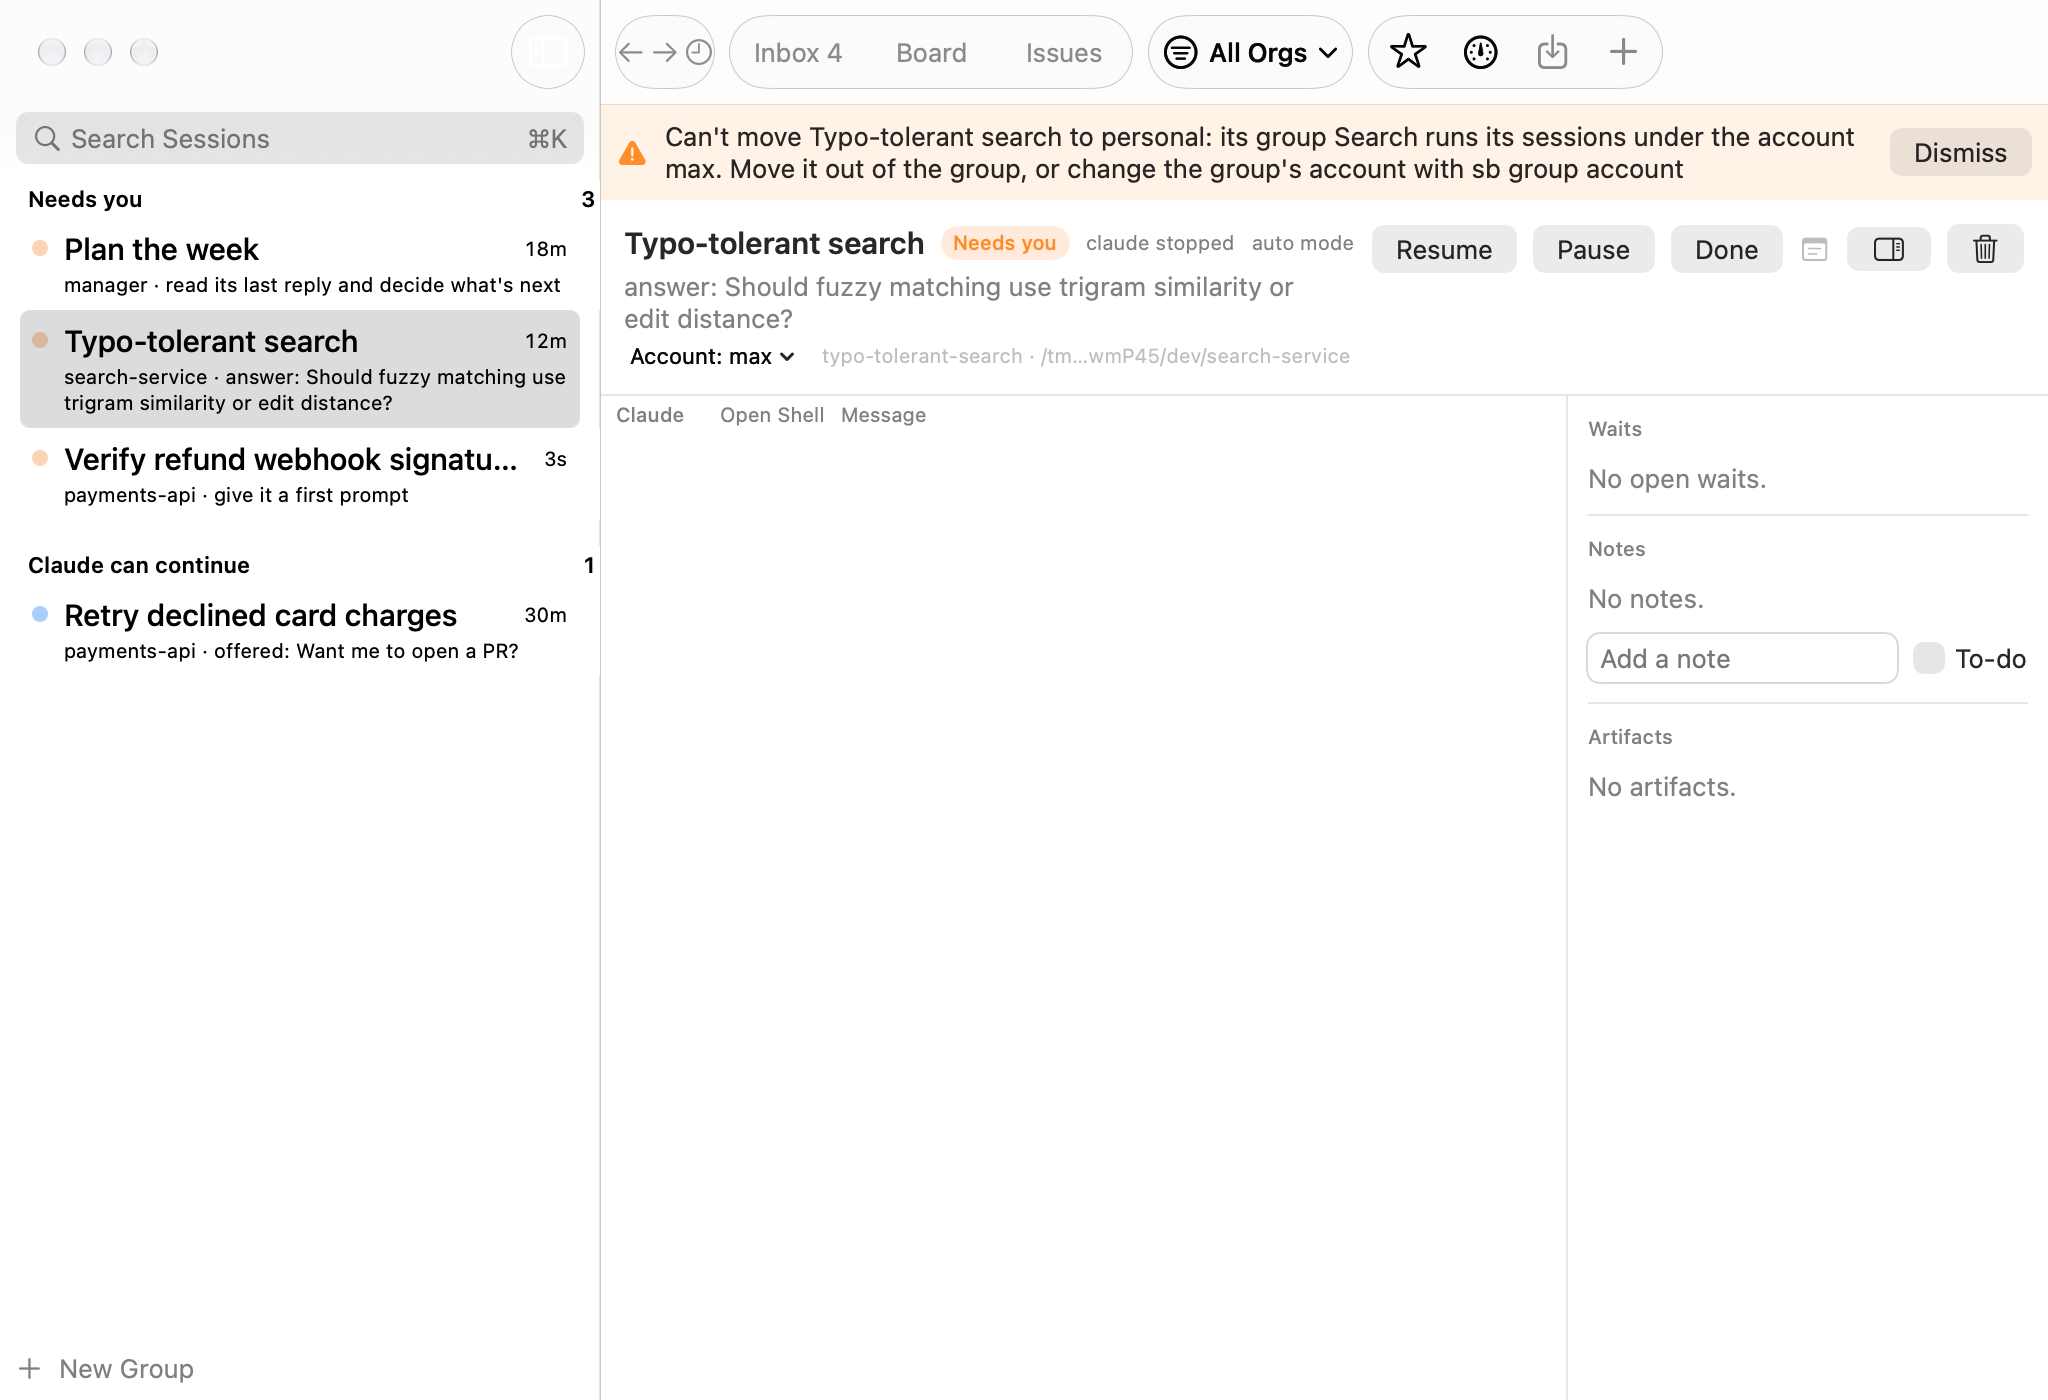 Inbox 4
Board
Issues
All Orgs
Search Sessions
⌘K
Needs you
3
Plan the week
18m
manager · read its last reply and decide what's next
Typo-tolerant search
12m
search-service · answer: Should fuzzy matching use
trigram similarity or edit distance?
Verify refund webhook signatu...
3s
payments-api · give it a first prompt
Claude can continue
1
Retry declined card charges
30m
payments-api · offered: Want me to open a PR?
New Group
Can't move Typo-tolerant search to personal: its group Search runs its sessions under the account
max. Move it out of the group, or change the group's account with sb group account
Dismiss
Typo-tolerant search
Needs you
claude stopped
auto mode
Resume
Pause
Done
answer: Should fuzzy matching use trigram similarity or
edit distance?
Account: max
typo-tolerant-search · /tm...wmP45/dev/search-service
Claude
Open Shell
Message
Waits
No open waits.
Notes
No notes.
Add a note
To-do
Artifacts
No artifacts.